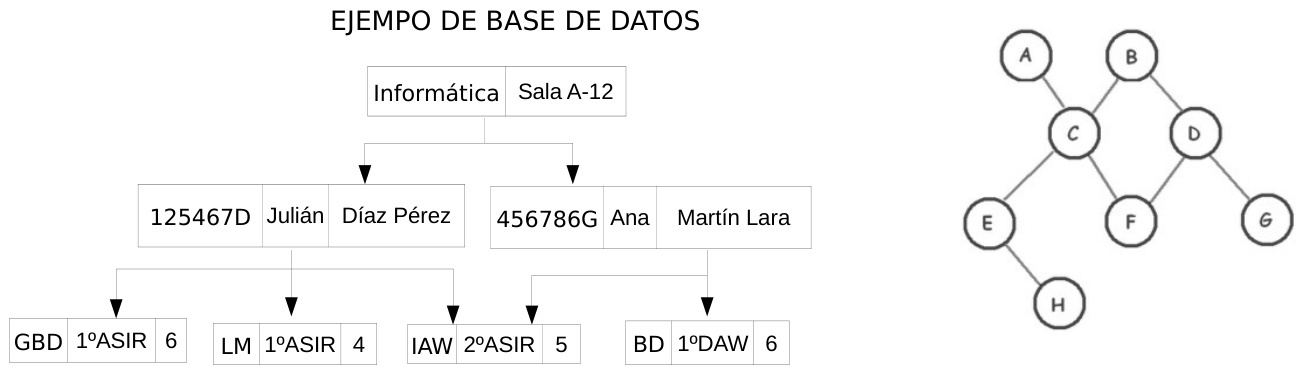 EJEMPO DE BASE DE DATOS
Informática Sala A-12
125467D Julián Díaz Pérez
456786G Ana Martín Lara
GBD 1ºASIR 6
LM 1ºASIR 4
IAW 2ºASIR 5
BD 1ºDAW 6
A B
C D
E F G
H